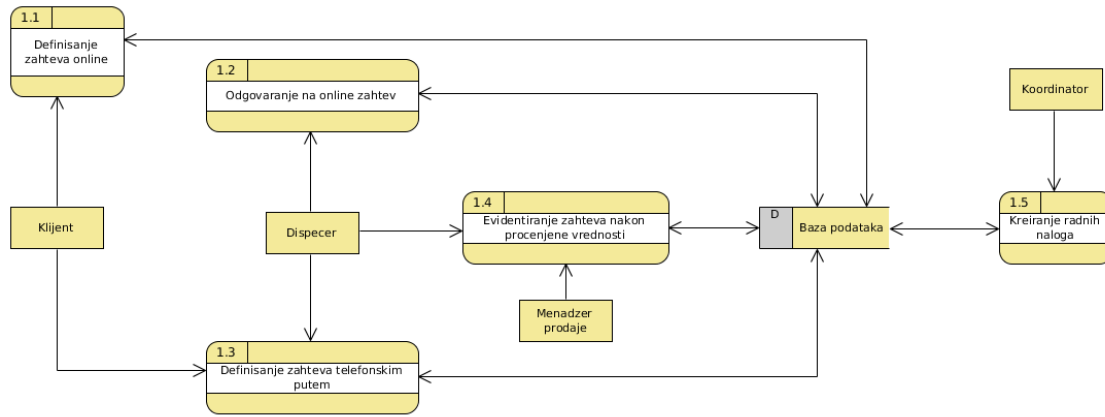 1.1
Definisanje
zahteva online
1.2
Odgovaranje na online zahtev
Koordinator
1.4
Evidentiranje zahteva nakon
procenjene vrednosti
1.5
Kreiranje radnih
naloga
Klijent
Dispecer
D
Baza podataka
Menadzer
prodaje
1.3
Definisanje zahteva telefonskim
putem